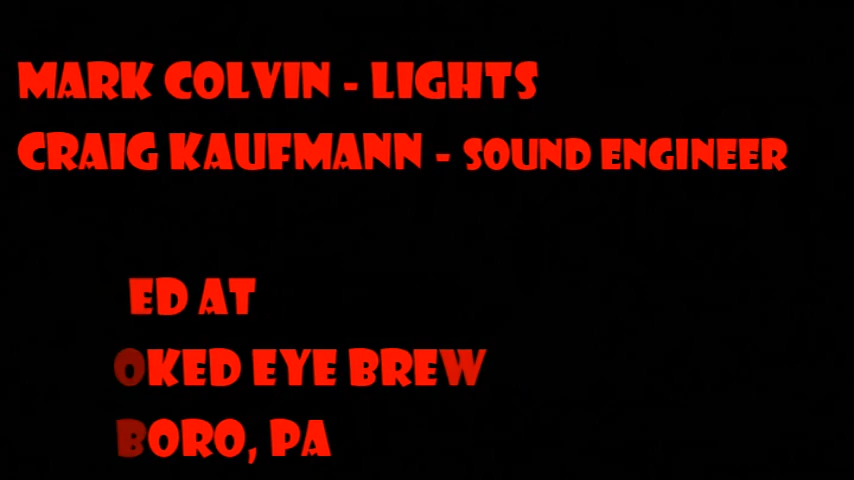 MARK COLVIN - LIGHTS
CRAIG KAUFMANN - SOUND ENGINEER
ED AT
OKED EYE BREW
BORO, PA